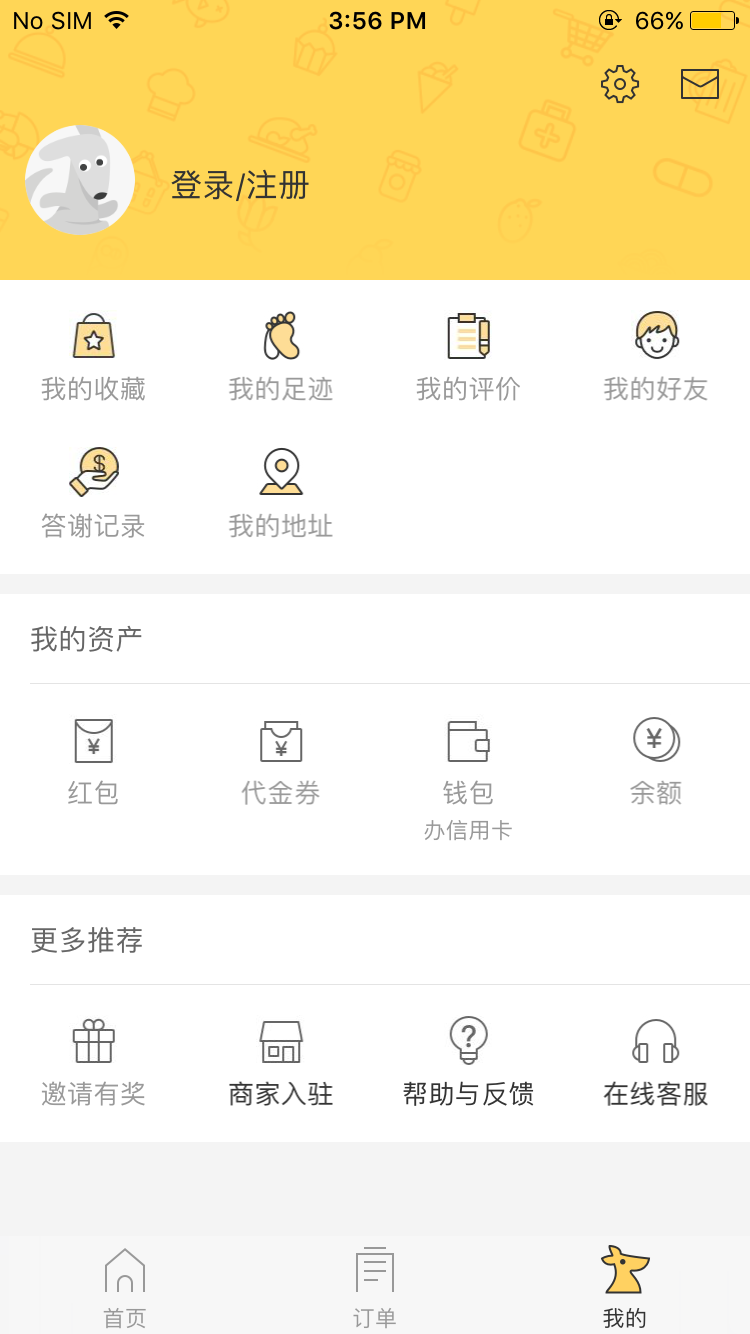 No SIM 3:56 PM 66%
登录/注册
我的收藏 我的足迹 我的评价 我的好友
答谢记录 我的地址
我的资产
红包 代金券 钱包 余额
办信用卡
更多推荐
邀请有奖 商家入驻 帮助与反馈 在线客服
首页 订单 我的